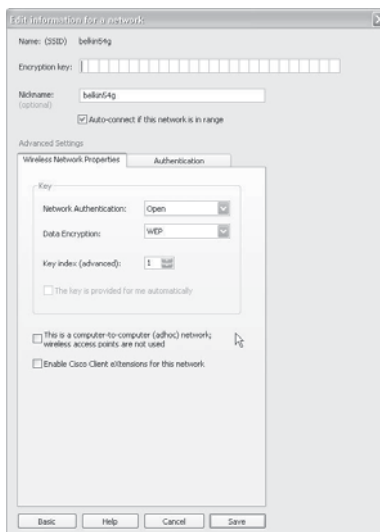 Edit information for a network
Name: (SSID) belkin54g
Encryption key:
Nickname: belkin54g
(optional)
Auto-connect if this network is in range
Advanced Settings
Wireless Network Properties Authentication
Key
Network Authentication: Open
Data Encryption: WEP
Key index (advanced): 1
The key is provided for me automatically
This is a computer-to-computer (adhoc) network;
wireless access points are not used
Enable Cisco Client eXtensions for this network
Basic Help Cancel Save